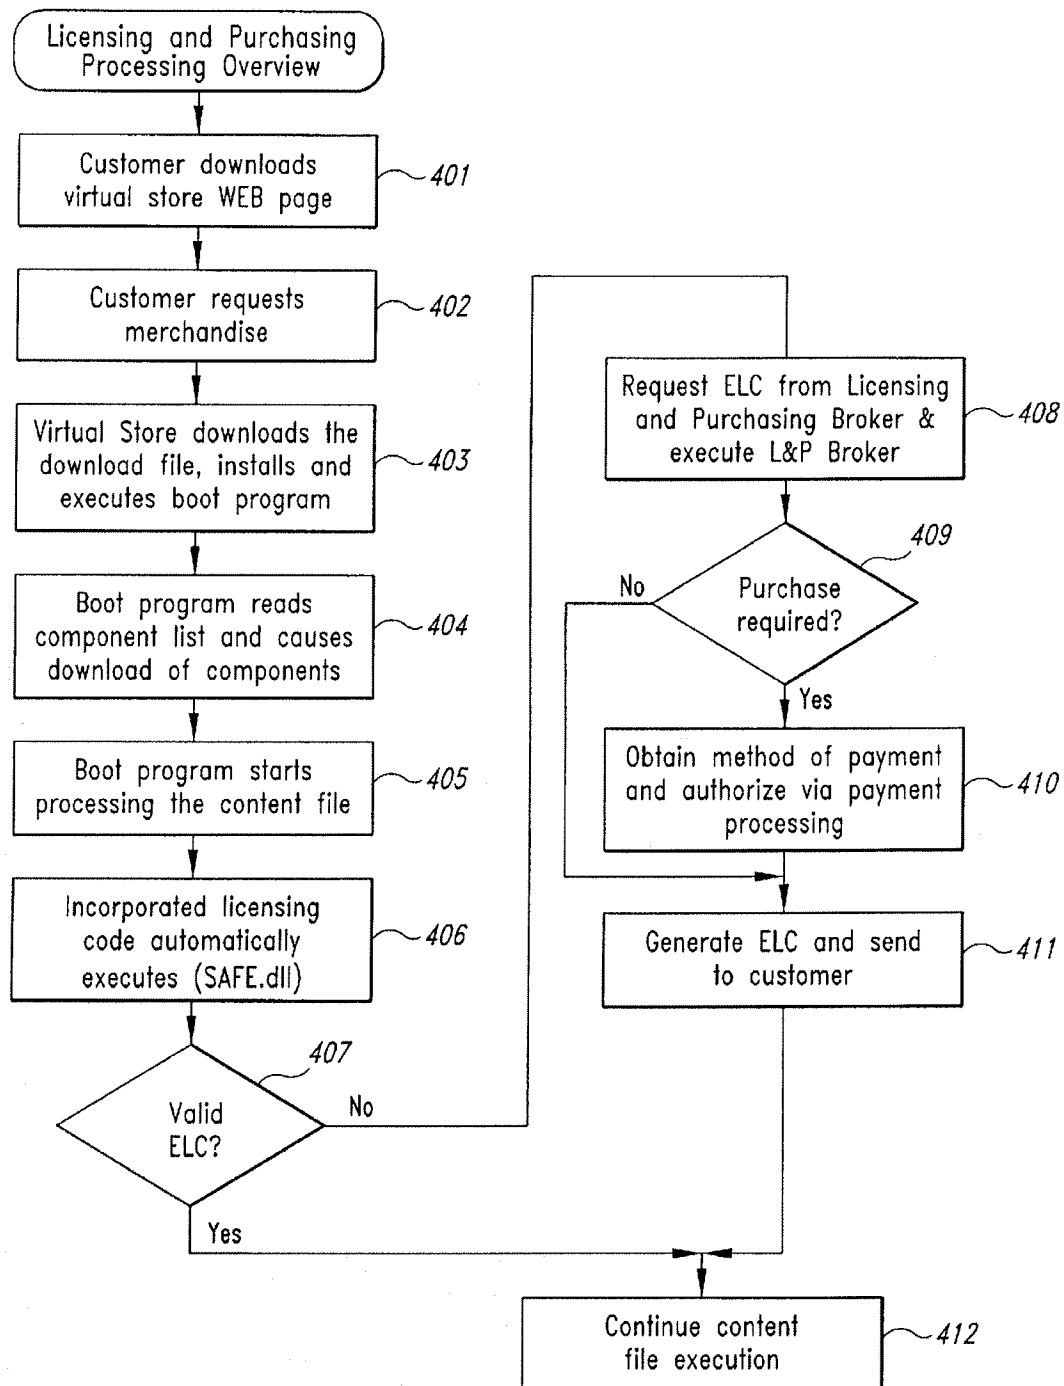 Licensing and Purchasing
Processing Overview
Customer downloads
virtual store WEB page
401
Customer requests
merchandise
402
Virtual Store downloads the
download file, installs and
executes boot program
403
Boot program reads
component list and causes
download of components
404
Boot program starts
processing the content file
405
Incorporated licensing
code automatically
executes (SAFE.dll)
406
407
Valid
ELC?
No
Yes
Request ELC from Licensing
and Purchasing Broker &
execute L&P Broker
408
409
No
Purchase
required?
Yes
Obtain method of payment
and authorize via payment
processing
410
Generate ELC and send
to customer
411
Continue content
file execution
412